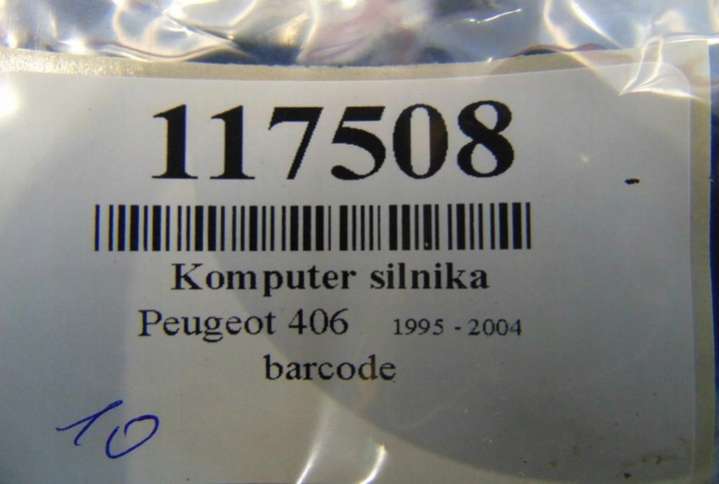 117508
Komputer silnika
Peugeot 406 1995 - 2004
barcode
10